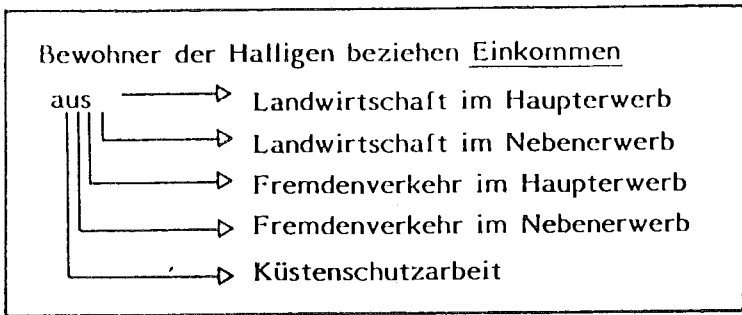 Bewohner der Halligen beziehen Einkommen
aus
Landwirtschaft im Haupterwerb
Landwirtschaft im Nebenerwerb
Fremdenverkehr im Haupterwerb
Fremdenverkehr im Nebenerwerb
Küstenschutzarbeit